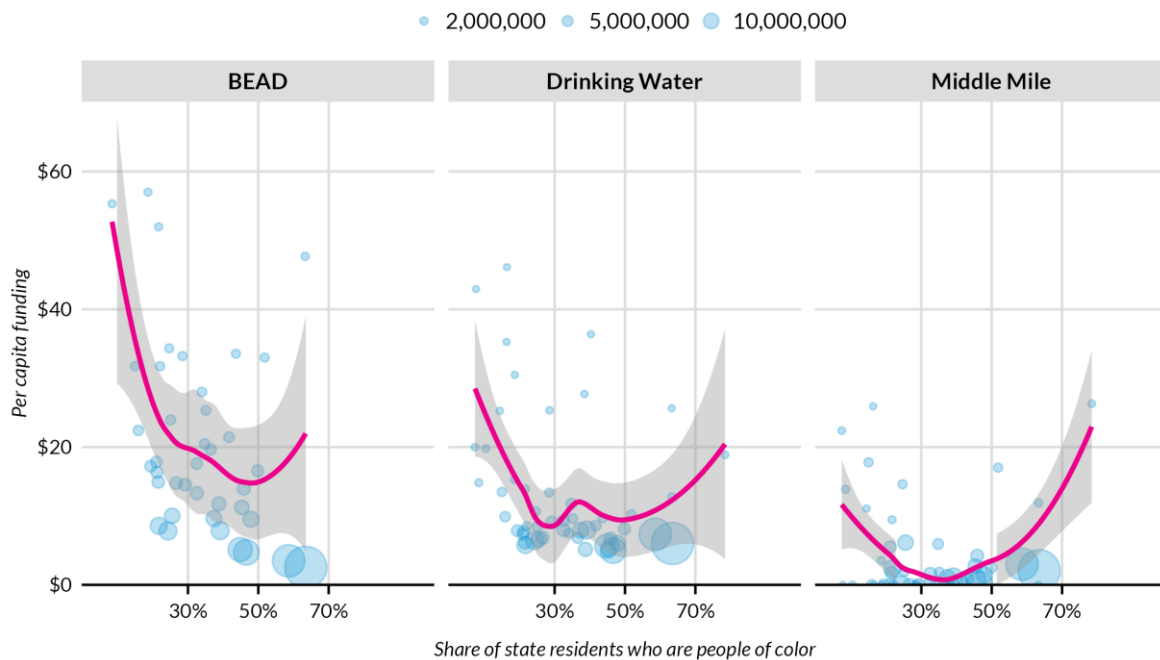 2,000,000 5,000,000 10,000,000
BEAD Drinking Water Middle Mile
Per capita funding
$60
$40
$20
$0
30% 50% 70% 30% 50% 70% 30% 50% 70%
Share of state residents who are people of color